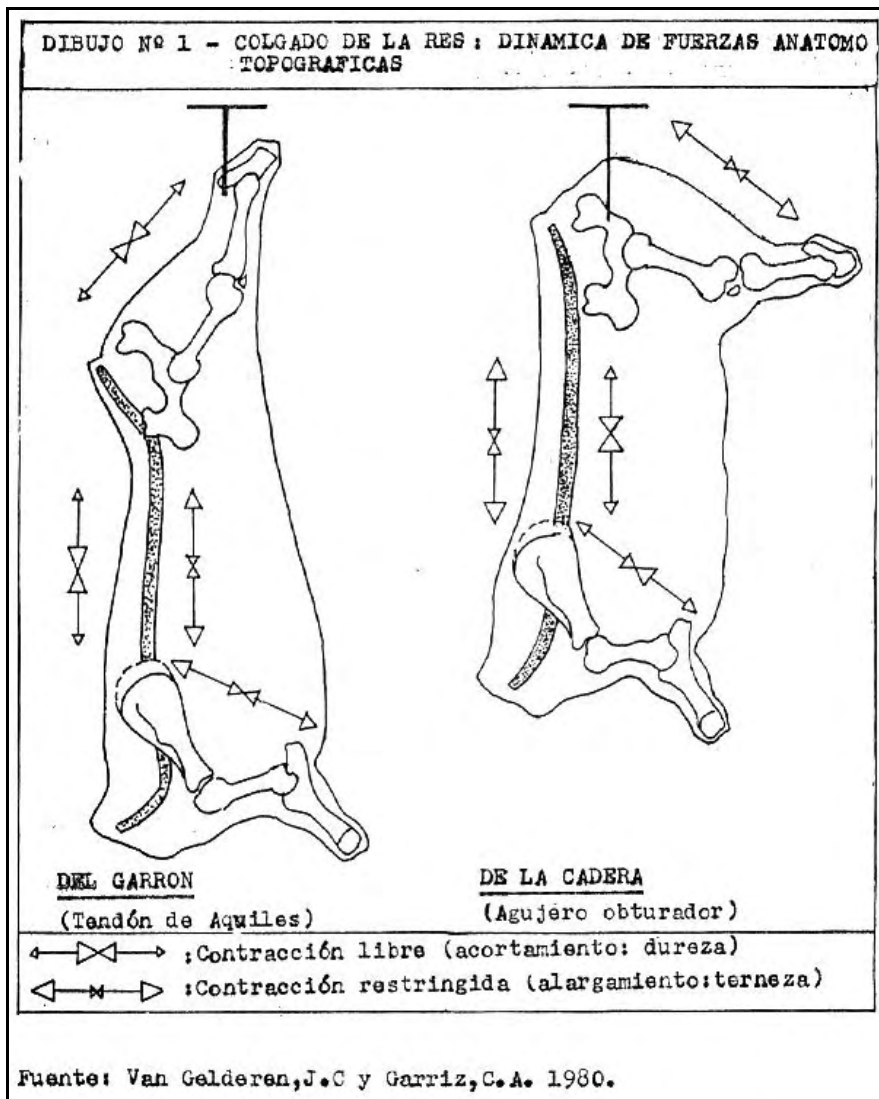 DIBUJO Nº 1 - COLGADO DE LA RES: DINAMICA DE FUERZAS ANATOMO
TOPOGRAFICAS
DEL GARRON
(Tendón de Aquiles)
DE LA CADERA
(Agujero obturador)
:Contracción libre (acortamiento: dureza)
:Contracción restringida (alargamiento:terneza)
Fuente: Van Gelderen,J.C y Garriz,C.A. 1980.